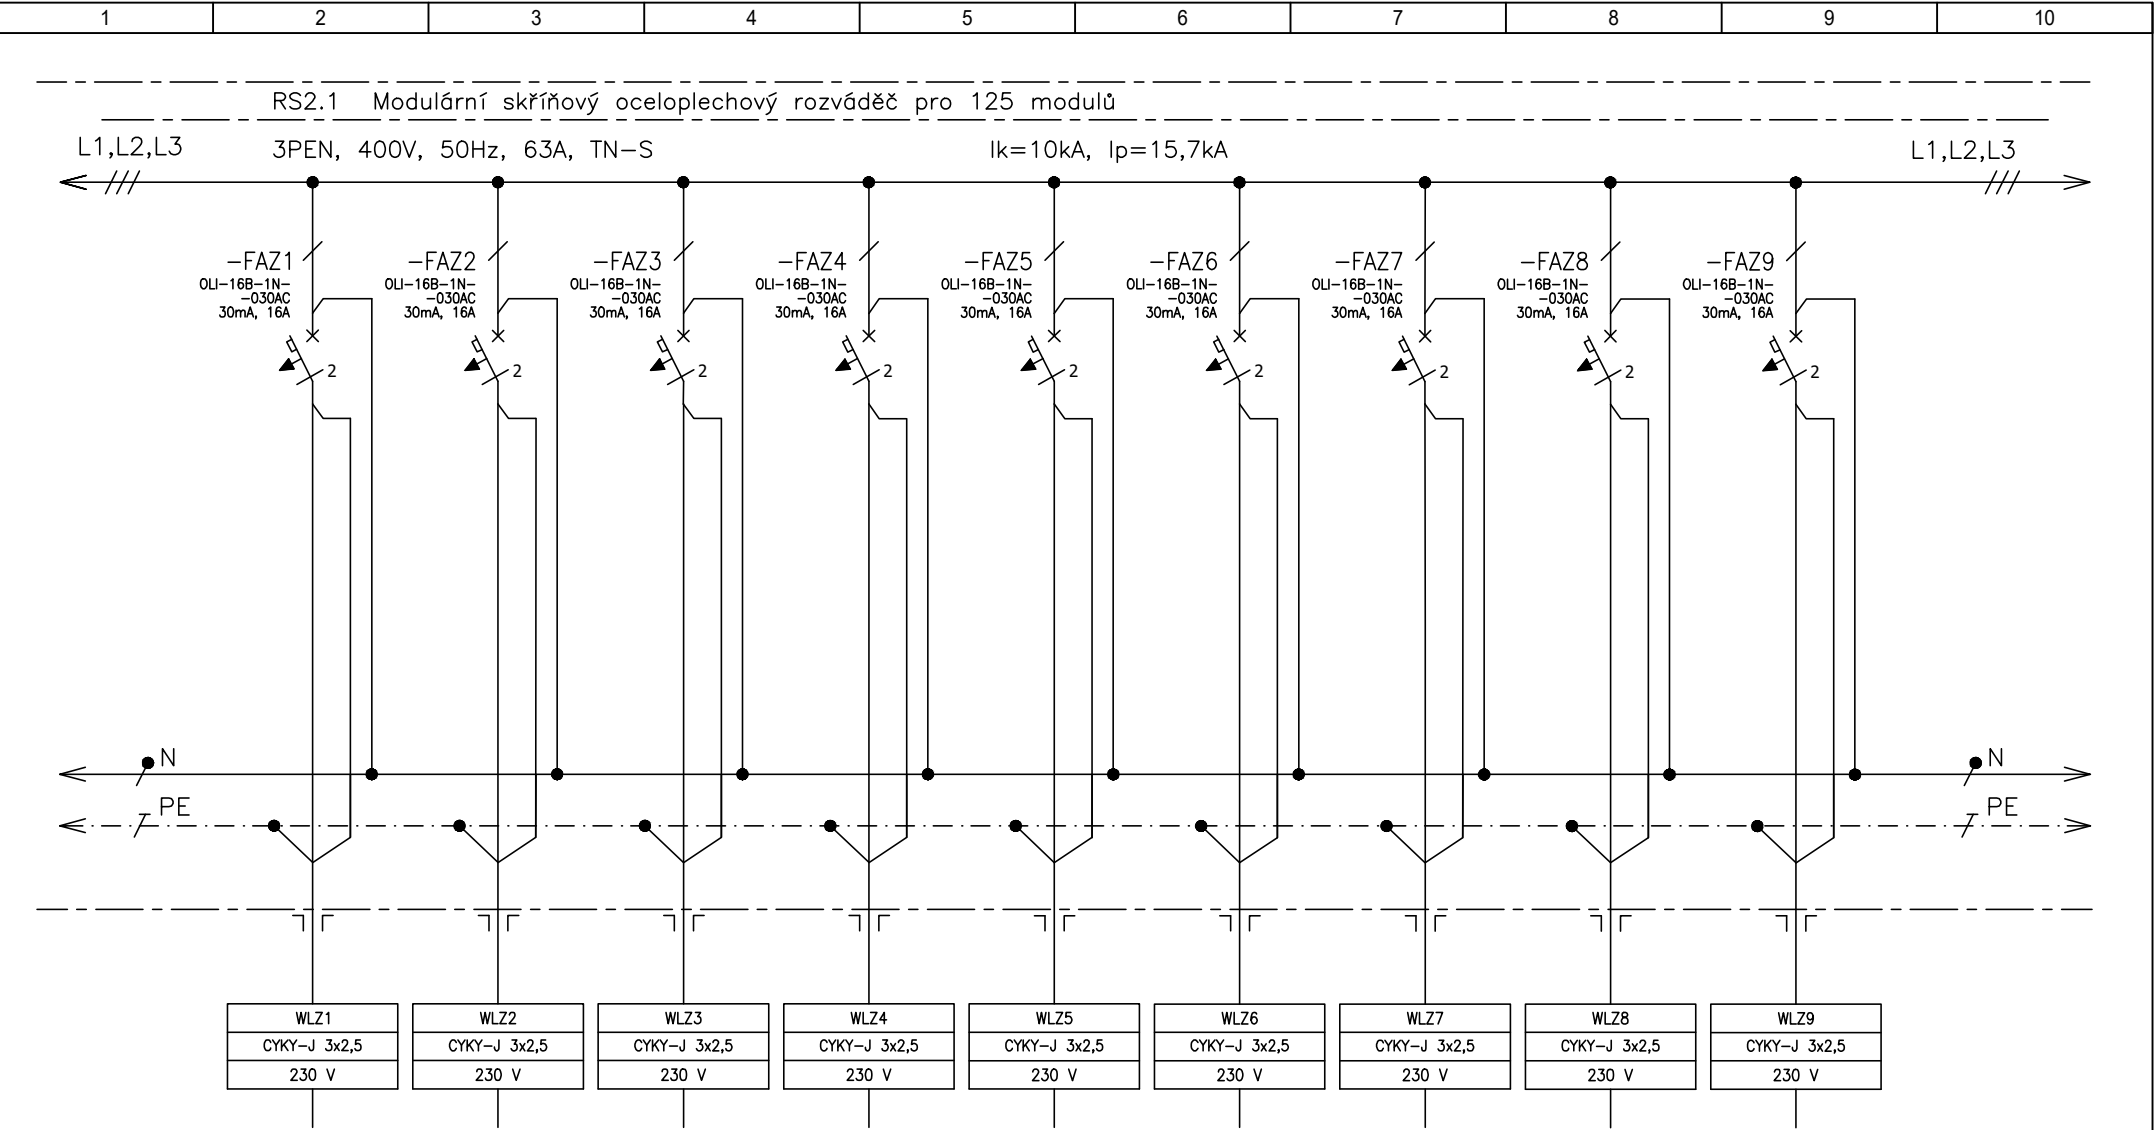 1 2 3 4 5 6 7 8 9 10
RS2.1 Modulární skříňový oceloplechový rozváděč pro 125 modulů
L1,L2,L3 3PEN, 400V, 50Hz, 63A, TN-S Ik=10kA, Ip=15,7kA L1,L2,L3
-FAZ1 -FAZ2 -FAZ3 -FAZ4 -FAZ5 -FAZ6 -FAZ7 -FAZ8 -FAZ9
OLI-16B-1N- OLI-16B-1N- OLI-16B-1N- OLI-16B-1N- OLI-16B-1N- OLI-16B-1N- OLI-16B-1N- OLI-16B-1N- OLI-16B-1N-
-030AC -030AC -030AC -030AC -030AC -030AC -030AC -030AC -030AC
30mA, 16A 30mA, 16A 30mA, 16A 30mA, 16A 30mA, 16A 30mA, 16A 30mA, 16A 30mA, 16A 30mA, 16A
2 2 2 2 2 2 2 2 2
N N
PE PE
WLZ1 WLZ2 WLZ3 WLZ4 WLZ5 WLZ6 WLZ7 WLZ8 WLZ9
CYKY-J 3x2,5 CYKY-J 3x2,5 CYKY-J 3x2,5 CYKY-J 3x2,5 CYKY-J 3x2,5 CYKY-J 3x2,5 CYKY-J 3x2,5 CYKY-J 3x2,5 CYKY-J 3x2,5
230 V 230 V 230 V 230 V 230 V 230 V 230 V 230 V 230 V